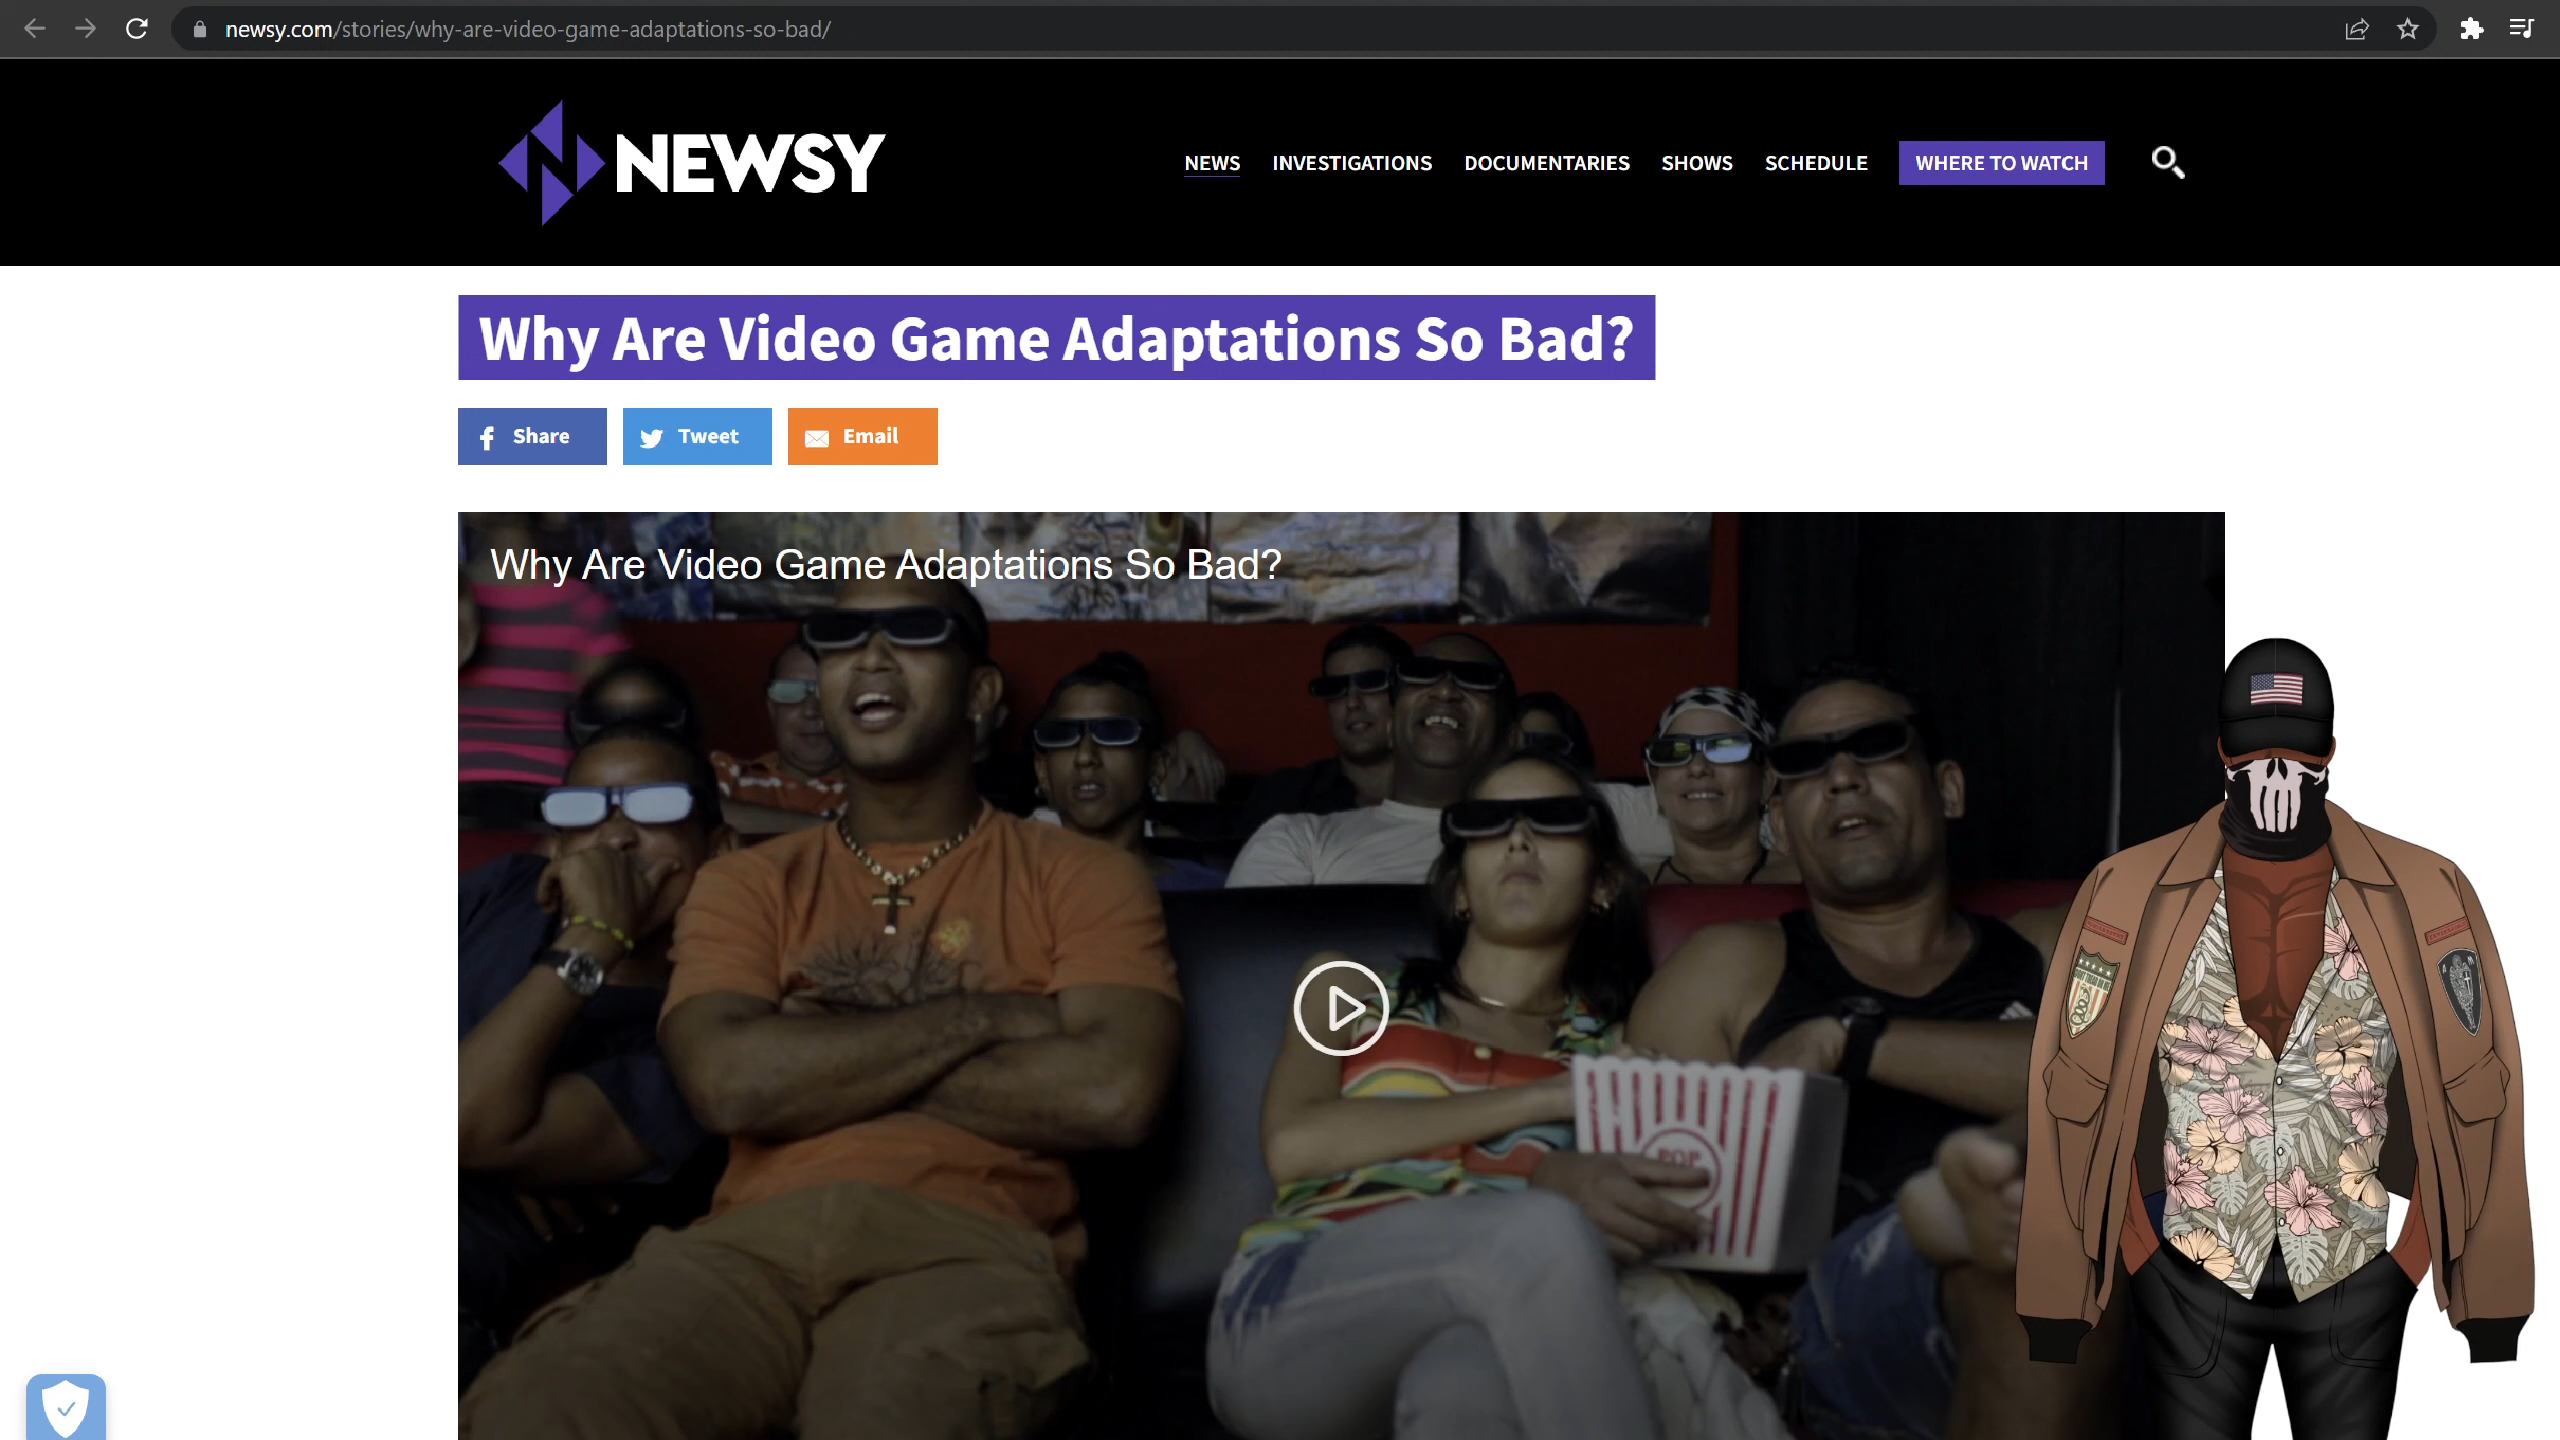 newsy.com/stories/why-are-video-game-adaptations-so-bad/
NEWSY
NEWS INVESTIGATIONS DOCUMENTARIES SHOWS SCHEDULE WHERE TO WATCH
Why Are Video Game Adaptations So Bad?
Share Tweet Email
Why Are Video Game Adaptations So Bad?
POP